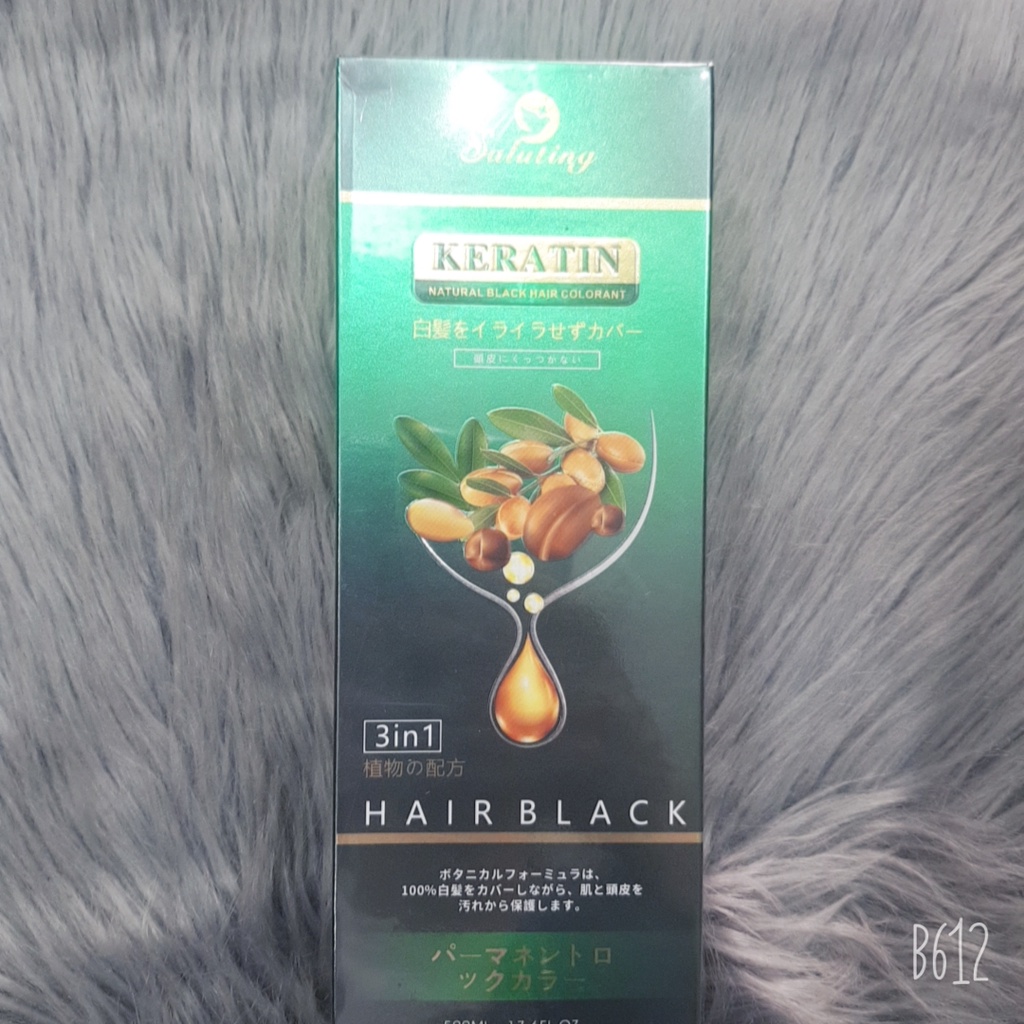 KERATIN
NATURAL BLACK HAIR COLORANT
白髪をイライラせずカバー
頭皮にくっつかない
3in1
植物の配方
HAIR BLACK
ボタニカルフォーミュラは、
100%白髪をカバーしながら、肌と頭皮を
汚れから保護します。
パーマネントロ
ックカラー
B612